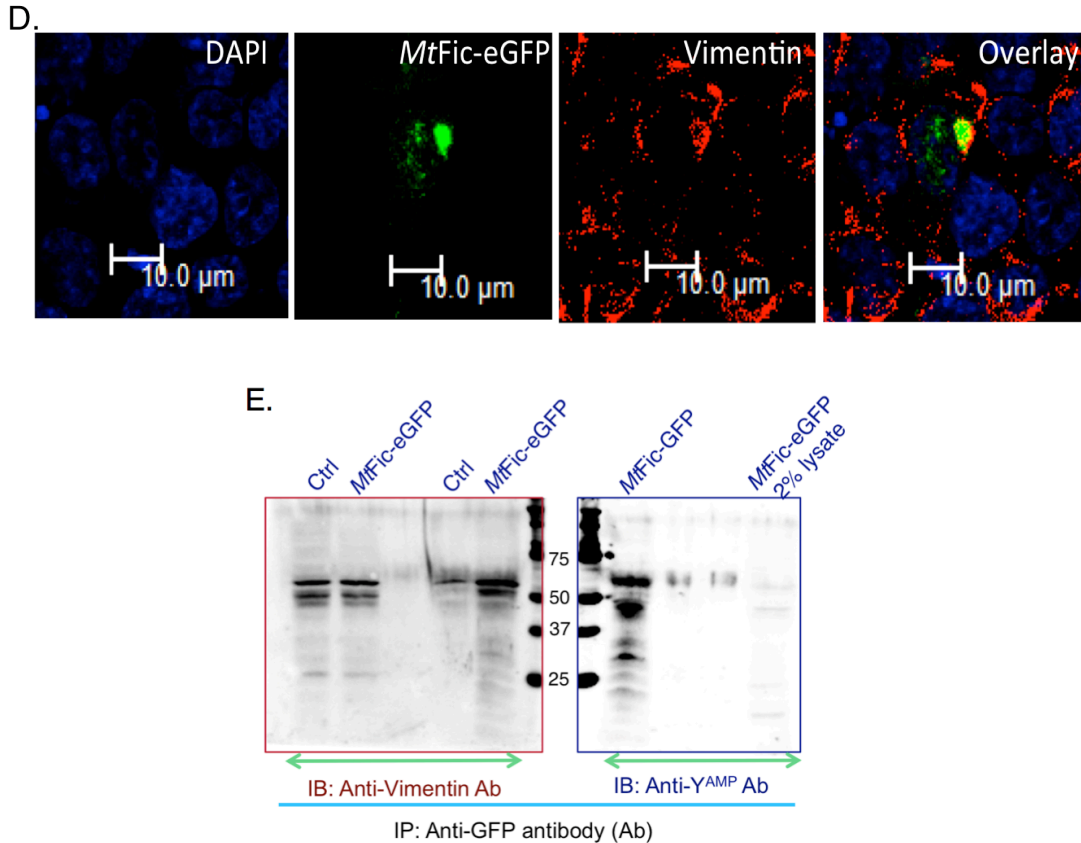 D.
DAPI
MtFic-eGFP
Vimentin
Overlay
10.0 µm
10.0 µm
10.0 µm
10.0 µm
E.
Ctrl
MtFic-eGFP
Ctrl
MtFic-eGFP
MtFic-GFP
MtFic-eGFP
2% lysate
75
50
37
25
IB: Anti-Vimentin Ab
IB: Anti-Y^AMP Ab
IP: Anti-GFP antibody (Ab)